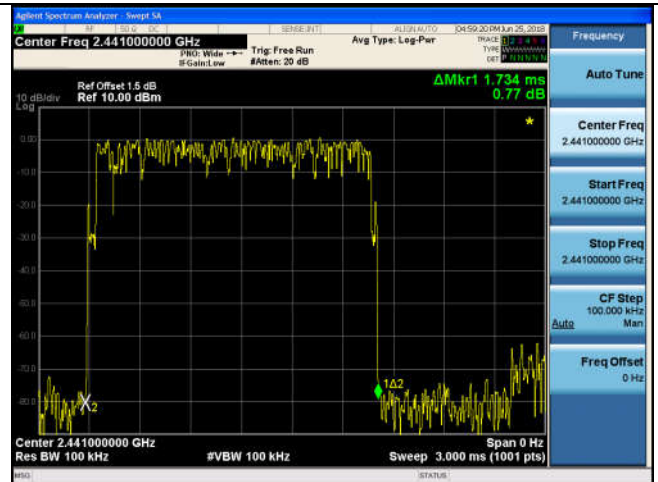 Agilent Spectrum Analyzer - Swept SA
RF 50 Ω DC SENSE:INT ALIGN AUTO 04:59:20 PM Jun 25, 2018
Center Freq 2.441000000 GHz
PNO: Wide
IFGain:Low
Trig: Free Run
#Atten: 20 dB
Avg Type: Log-Pwr
TRACE 1 2 3 4 5 6
TYPE
DET P N N N N N
ΔMkr1 1.734 ms
0.77 dB
Ref Offset 1.5 dB
10 dB/div Ref 10.00 dBm
Log
0.00
-10.0
-20.0
-30.0
-40.0
-50.0
-60.0
-70.0
-80.0
X2
1Δ2
*
Center 2.441000000 GHz Span 0 Hz
Res BW 100 kHz #VBW 100 kHz Sweep 3.000 ms (1001 pts)
MSG STATUS
Frequency
Auto Tune
Center Freq
2.441000000 GHz
Start Freq
2.441000000 GHz
Stop Freq
2.441000000 GHz
CF Step
100.000 kHz
Auto Man
Freq Offset
0 Hz